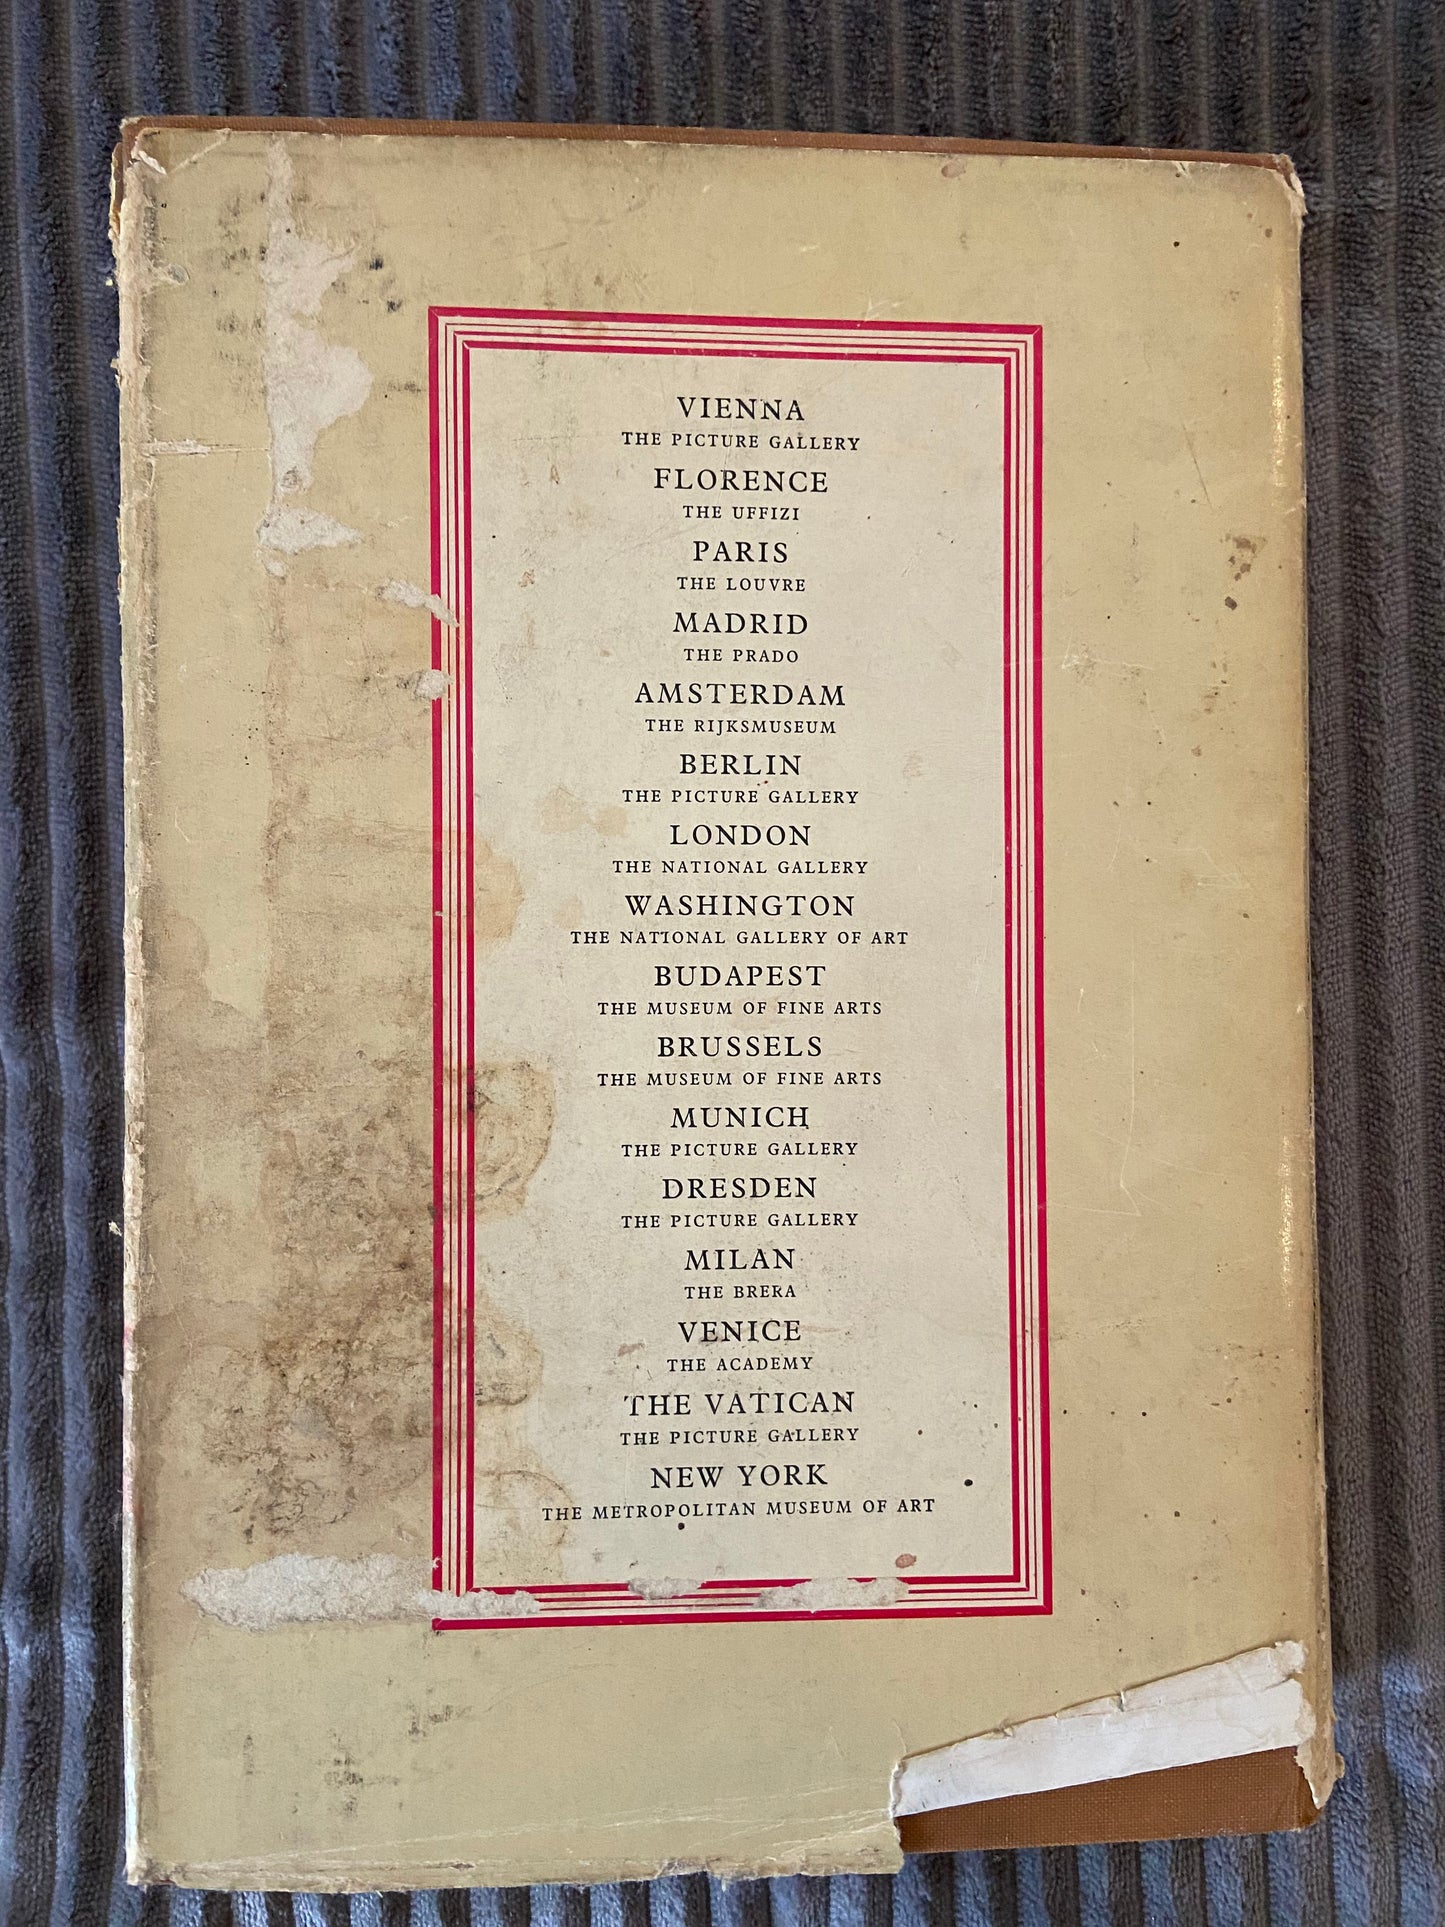 VIENNA
THE PICTURE GALLERY
FLORENCE
THE UFFIZI
PARIS
THE LOUVRE
MADRID
THE PRADO
AMSTERDAM
THE RIJKSMUSEUM
BERLIN
THE PICTURE GALLERY
LONDON
THE NATIONAL GALLERY
WASHINGTON
THE NATIONAL GALLERY OF ART
BUDAPEST
THE MUSEUM OF FINE ARTS
BRUSSELS
THE MUSEUM OF FINE ARTS
MUNICH
THE PICTURE GALLERY
DRESDEN
THE PICTURE GALLERY
MILAN
THE BRERA
VENICE
THE ACADEMY
THE VATICAN
THE PICTURE GALLERY
NEW YORK
THE METROPOLITAN MUSEUM OF ART